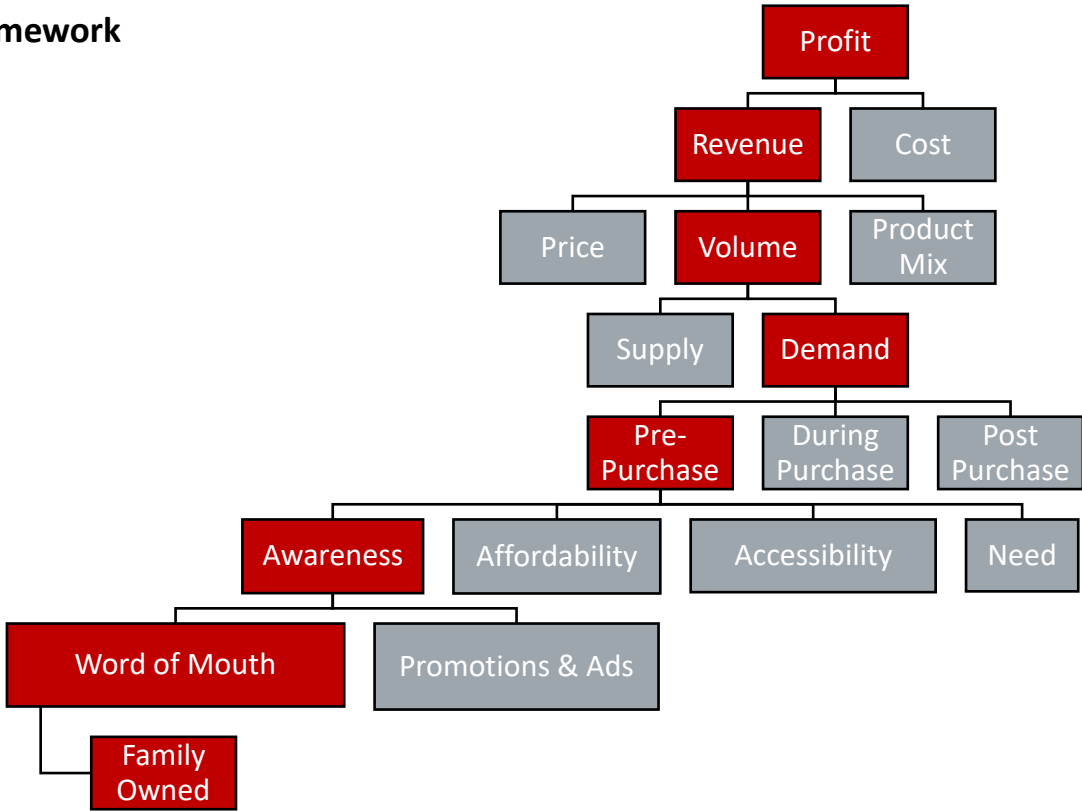 mework
Profit
Revenue
Cost
Price
Volume
Product
Mix
Supply
Demand
Pre-
Purchase
During
Purchase
Post
Purchase
Awareness
Affordability
Accessibility
Need
Word of Mouth
Promotions & Ads
Family
Owned